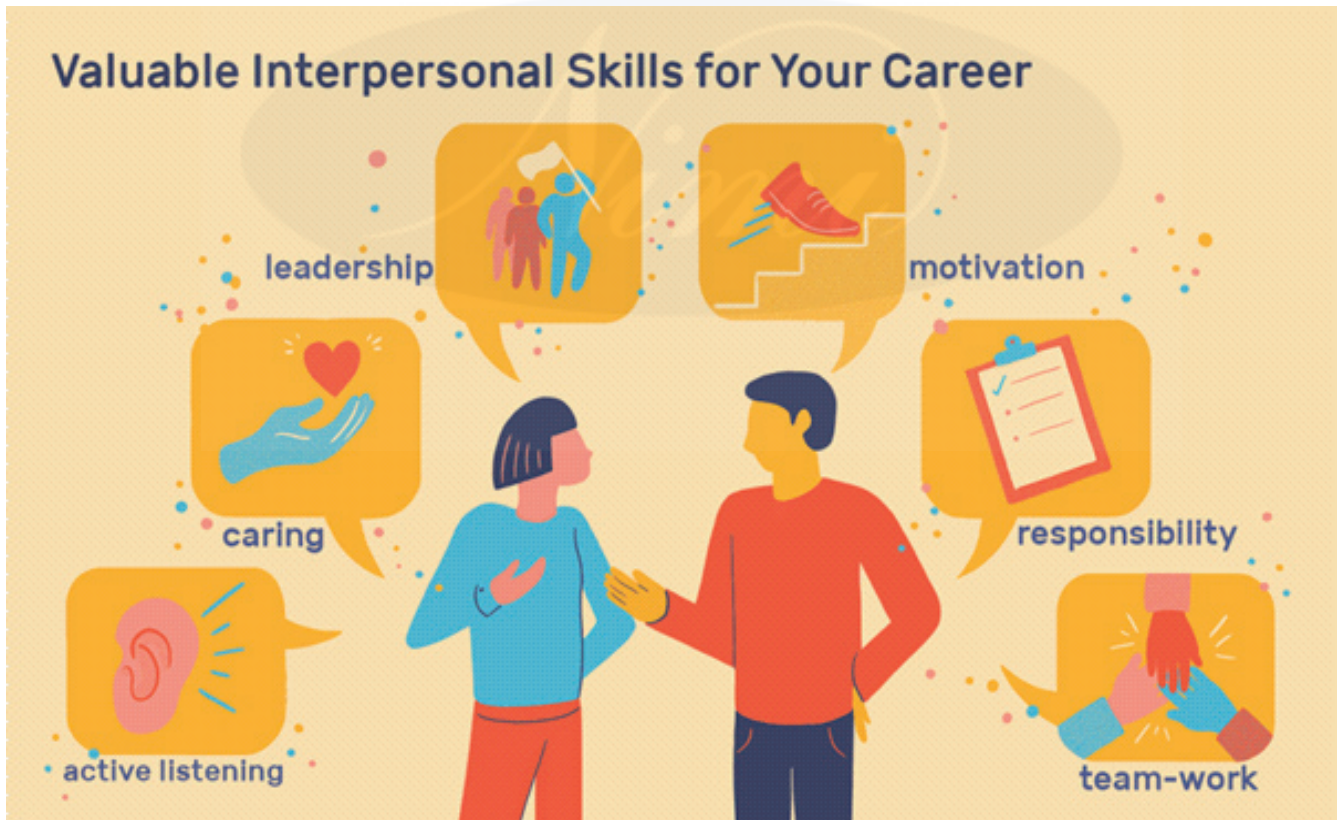 Valuable Interpersonal Skills for Your Career
leadership
motivation
caring
responsibility
active listening
team-work